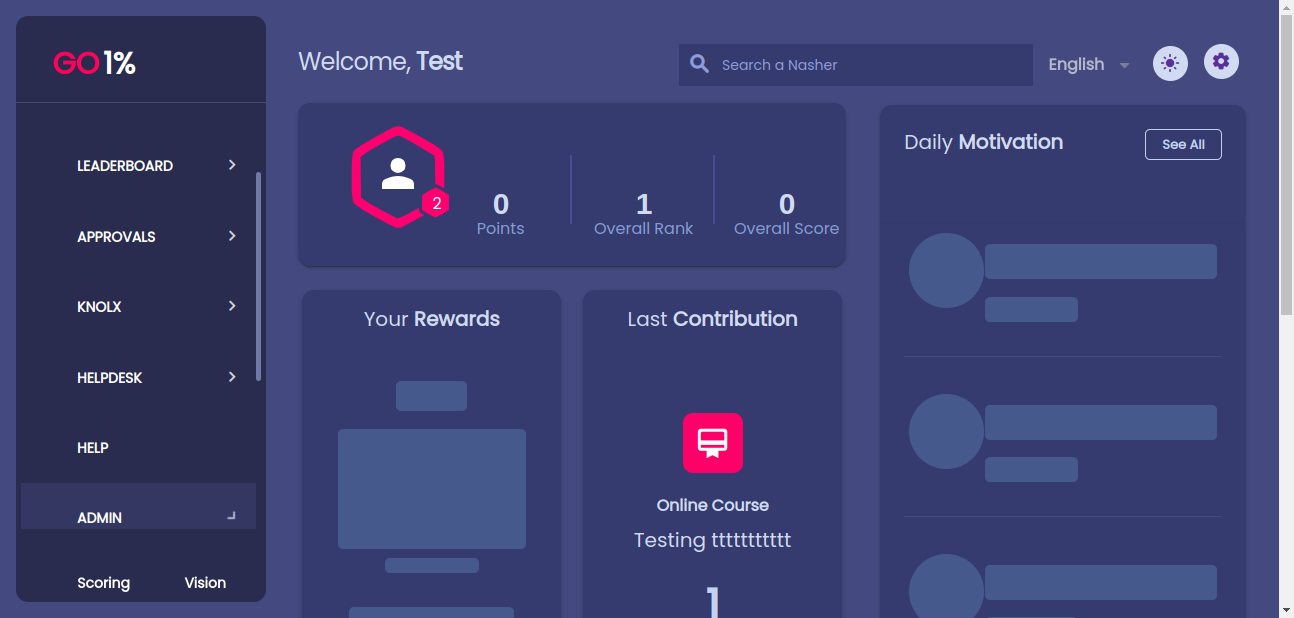 GO1%
LEADERBOARD
APPROVALS
KNOLX
HELPDESK
HELP
ADMIN
Scoring Vision
Welcome, Test
Search a Nasher
English
2
0
Points
1
Overall Rank
0
Overall Score
Your Rewards
Last Contribution
Online Course
Testing ttttttttttt
1
Daily Motivation
See All